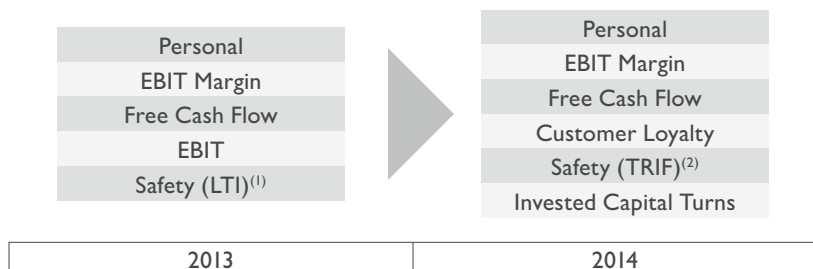 Personal
EBIT Margin
Free Cash Flow
EBIT
Safety (LTI)(1)
Personal
EBIT Margin
Free Cash Flow
Customer Loyalty
Safety (TRIF)(2)
Invested Capital Turns
2013
2014